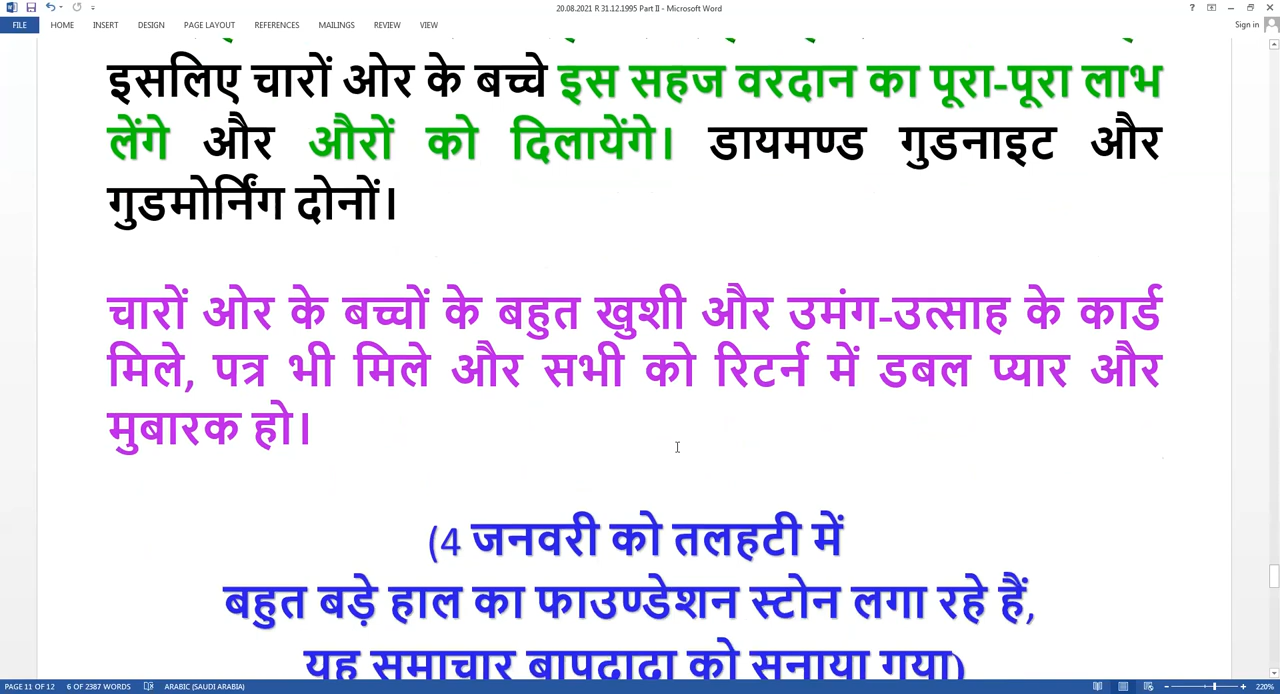 20.08.2021 R 31.12.1995 Part II - Microsoft Word
Sign in
FILE HOME INSERT DESIGN PAGE LAYOUT REFERENCES MAILINGS REVIEW VIEW
इसलिए चारों ओर के बच्चे इस सहज वरदान का पूरा-पूरा लाभ
लेंगे और औरों को दिलायेंगे। डायमण्ड गुडनाइट और
गुडमोर्निंग दोनों।
चारों ओर के बच्चों के बहुत खुशी और उमंग-उत्साह के कार्ड
मिले, पत्र भी मिले और सभी को रिटर्न में डबल प्यार और
मुबारक हो।
(4 जनवरी को तलहटी में
बहुत बड़े हाल का फाउण्डेशन स्टोन लगा रहे हैं,
यह समाचार बापदादा को सुनाया गया)
PAGE 11 OF 12 6 OF 2387 WORDS ARABIC (SAUDI ARABIA) 220%